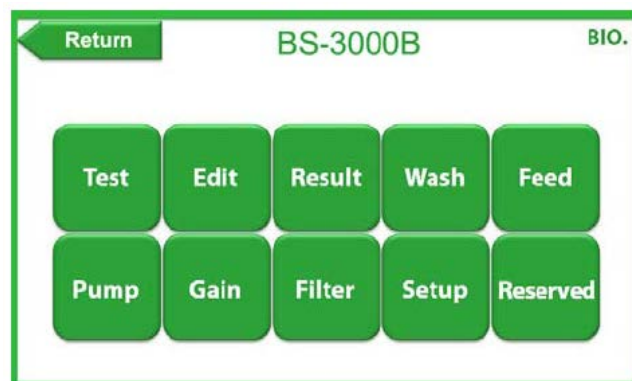 Return BS-3000B BIO.
Test Edit Result Wash Feed
Pump Gain Filter Setup Reserved